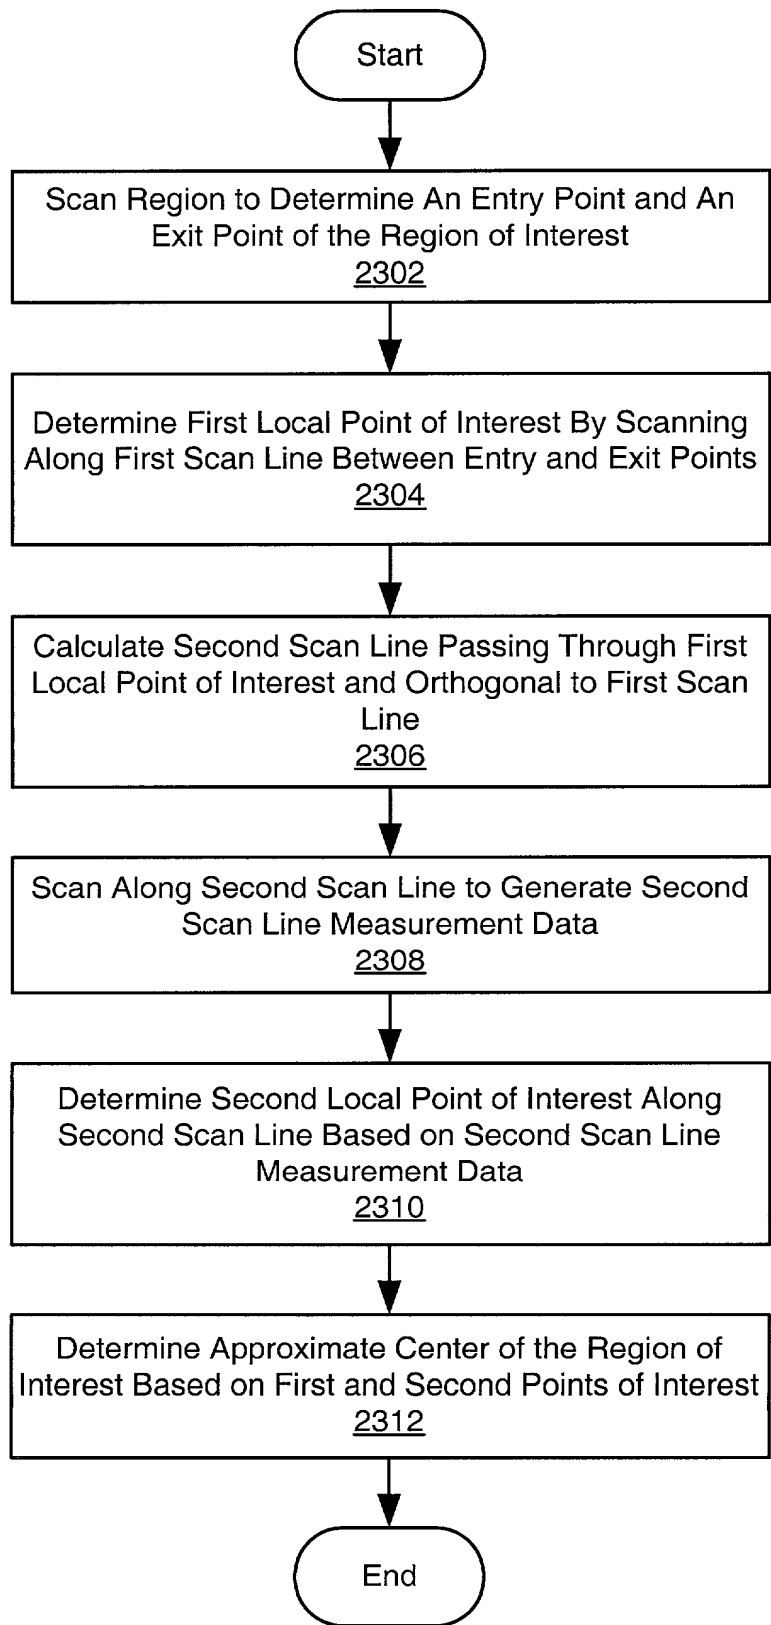 Start
Scan Region to Determine An Entry Point and An
Exit Point of the Region of Interest
2302
Determine First Local Point of Interest By Scanning
Along First Scan Line Between Entry and Exit Points
2304
Calculate Second Scan Line Passing Through First
Local Point of Interest and Orthogonal to First Scan
Line
2306
Scan Along Second Scan Line to Generate Second
Scan Line Measurement Data
2308
Determine Second Local Point of Interest Along
Second Scan Line Based on Second Scan Line
Measurement Data
2310
Determine Approximate Center of the Region of
Interest Based on First and Second Points of Interest
2312
End